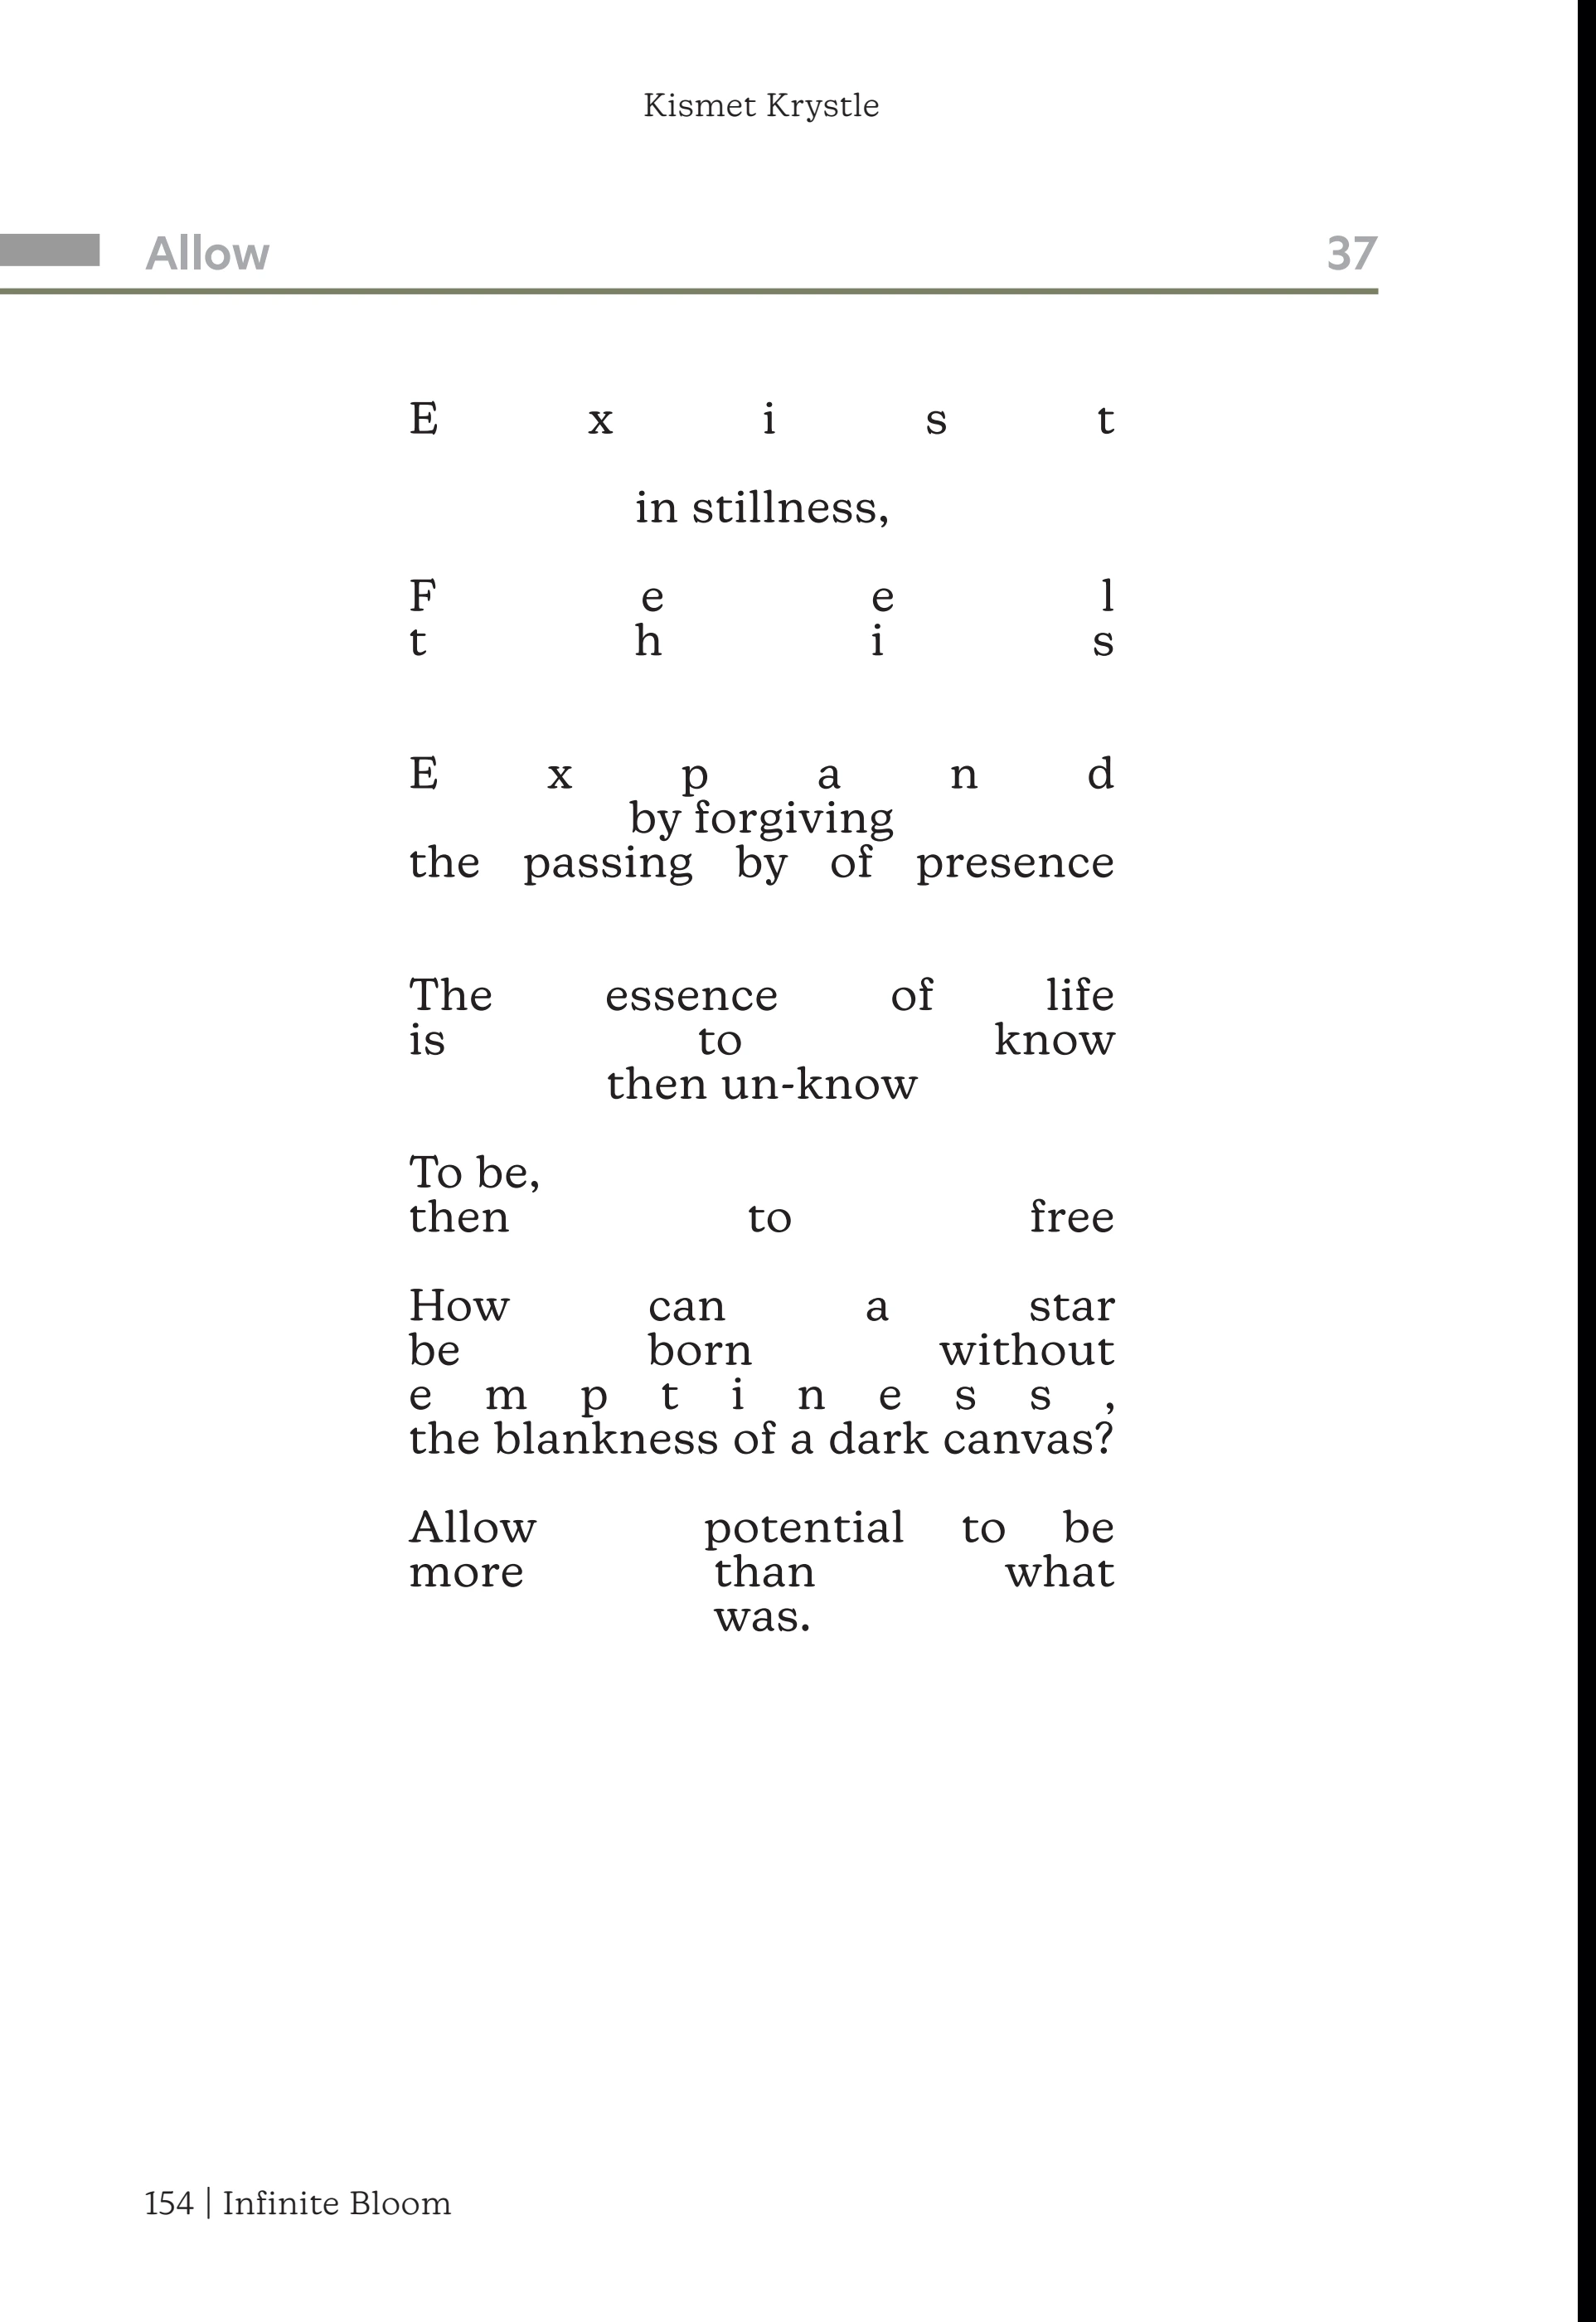 Kismet Krystle
Allow 37
E x i s t
in stillness,
F e e l
t h i s
E x p a n d
by forgiving
the passing by of presence
The essence of life
is to know
then un-know
To be,
then to free
How can a star
be born without
e m p t i n e s s ,
the blankness of a dark canvas?
Allow potential to be
more than what
was.
154 | Infinite Bloom